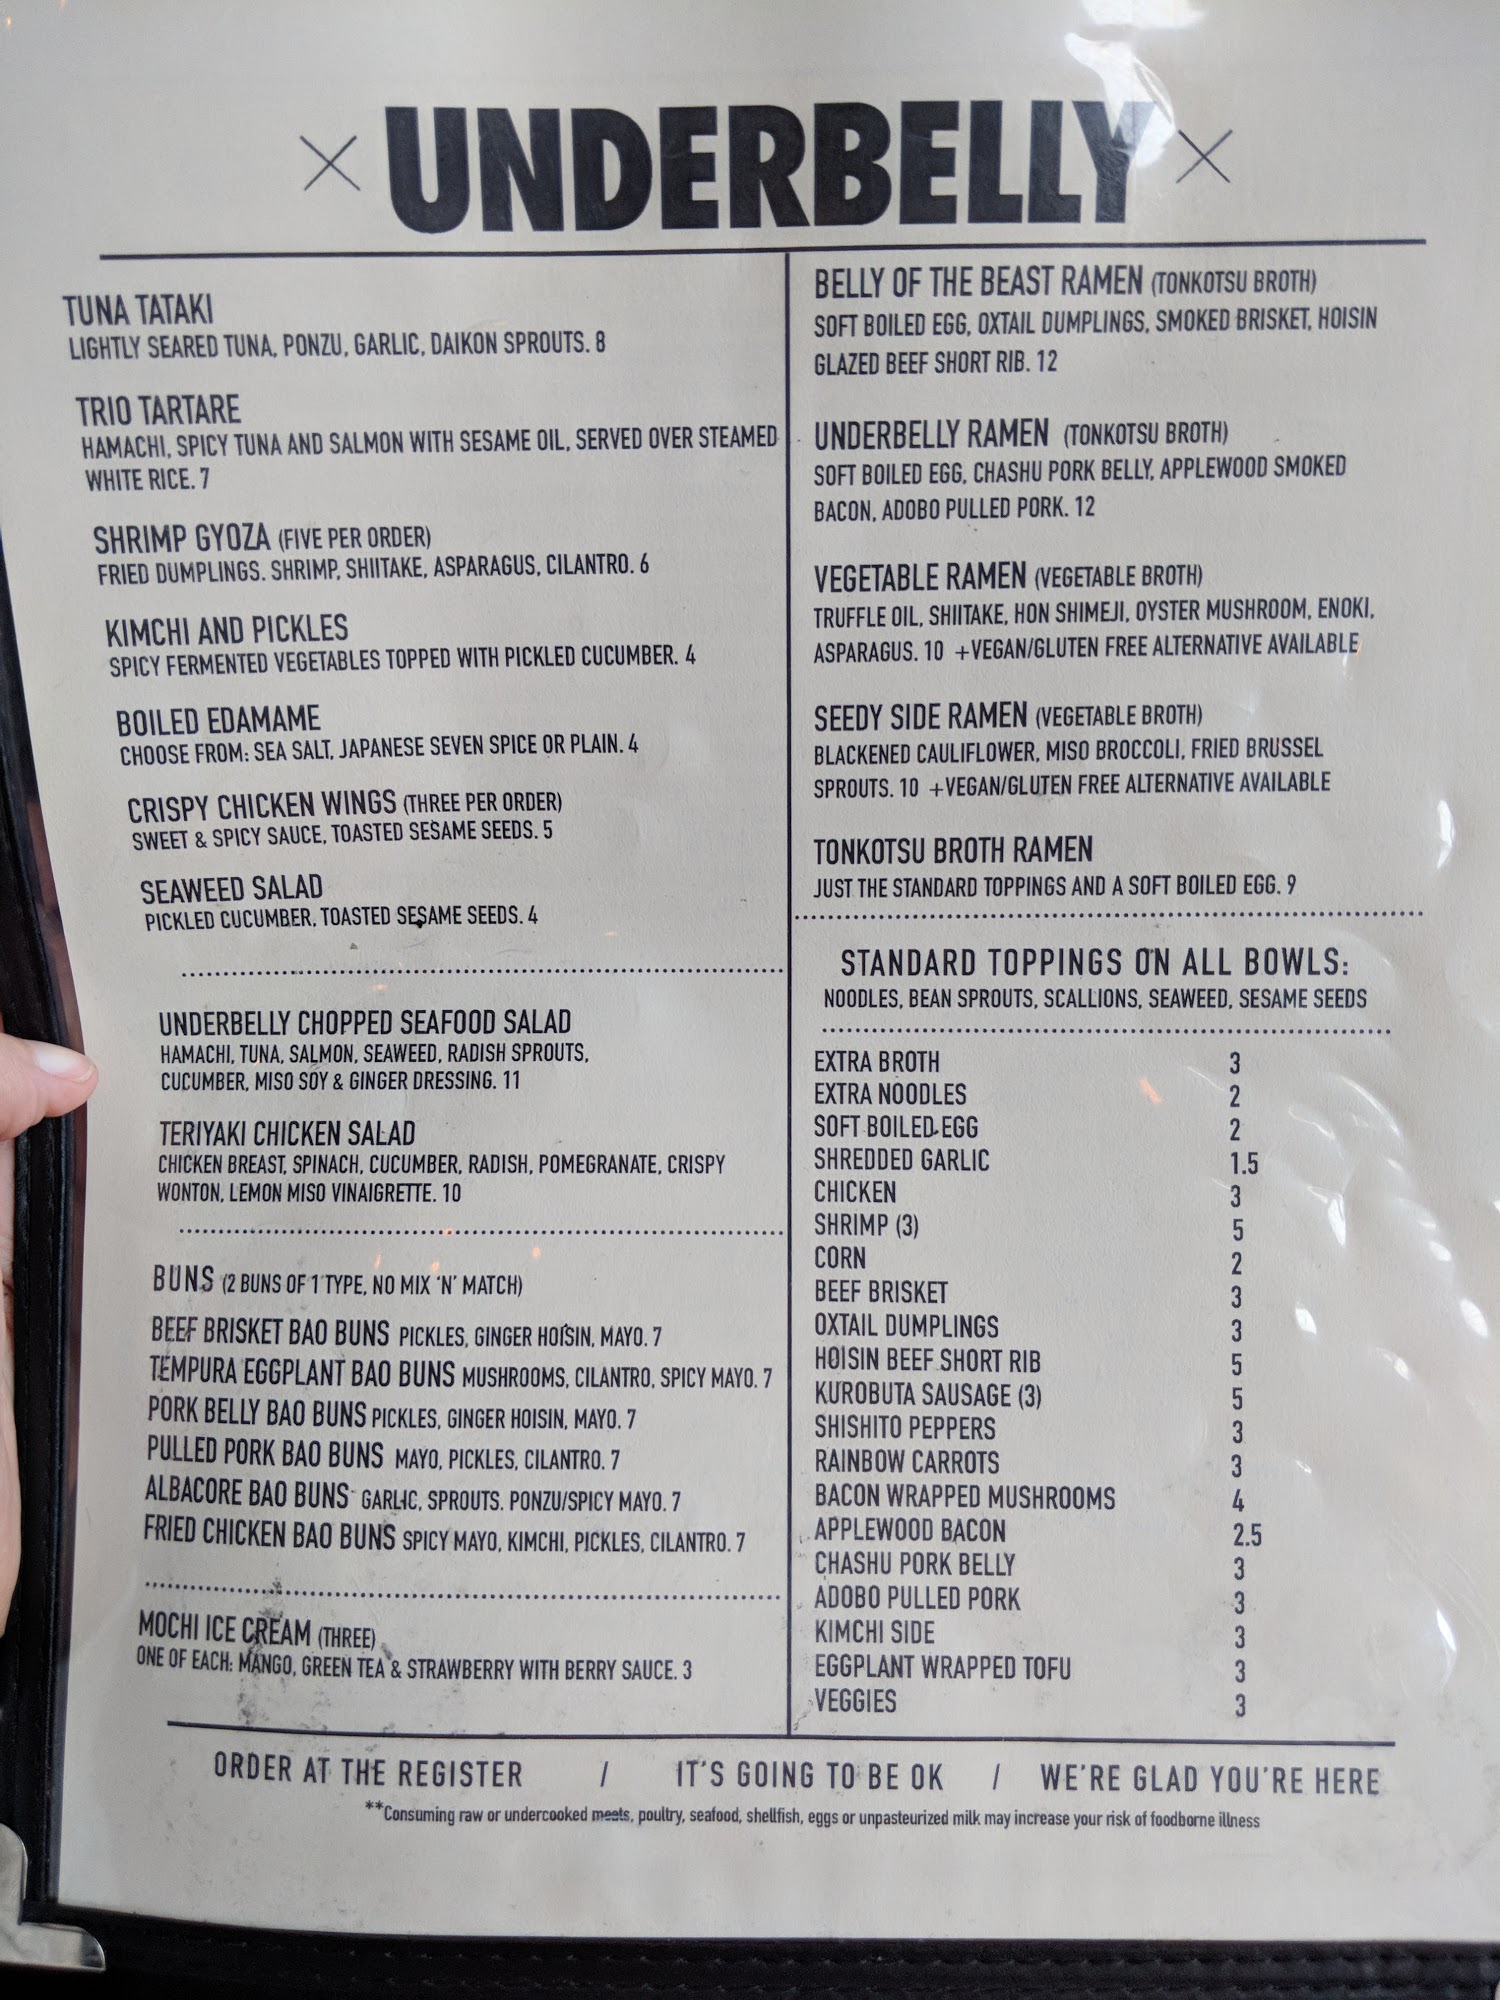 UNDERBELLY
TUNA TATAKI
LIGHTLY SEARED TUNA, PONZU, GARLIC, DAIKON SPROUTS. 8
TRIO TARTARE
HAMACHI, SPICY TUNA AND SALMON WITH SESAME OIL, SERVED OVER STEAMED
WHITE RICE. 7
SHRIMP GYOZA (FIVE PER ORDER)
FRIED DUMPLINGS. SHRIMP, SHIITAKE, ASPARAGUS, CILANTRO. 6
KIMCHI AND PICKLES
SPICY FERMENTED VEGETABLES TOPPED WITH PICKLED CUCUMBER. 4
BOILED EDAMAME
CHOOSE FROM: SEA SALT, JAPANESE SEVEN SPICE OR PLAIN. 4
CRISPY CHICKEN WINGS (THREE PER ORDER)
SWEET & SPICY SAUCE, TOASTED SESAME SEEDS. 5
SEAWEED SALAD
PICKLED CUCUMBER, TOASTED SESAME SEEDS. 4
UNDERBELLY CHOPPED SEAFOOD SALAD
HAMACHI, TUNA, SALMON, SEAWEED, RADISH SPROUTS,
CUCUMBER, MISO SOY & GINGER DRESSING. 11
TERIYAKI CHICKEN SALAD
CHICKEN BREAST, SPINACH, CUCUMBER, RADISH, POMEGRANATE, CRISPY
WONTON, LEMON MISO VINAIGRETTE. 10
BUNS (2 BUNS OF 1 TYPE, NO MIX 'N' MATCH)
BEEF BRISKET BAO BUNS PICKLES, GINGER HOISIN, MAYO. 7
TEMPURA EGGPLANT BAO BUNS MUSHROOMS, CILANTRO, SPICY MAYO. 7
PORK BELLY BAO BUNS PICKLES, GINGER HOISIN, MAYO. 7
PULLED PORK BAO BUNS MAYO, PICKLES, CILANTRO. 7
ALBACORE BAO BUNS GARLIC, SPROUTS. PONZU/SPICY MAYO. 7
FRIED CHICKEN BAO BUNS SPICY MAYO, KIMCHI, PICKLES, CILANTRO. 7
MOCHI ICE CREAM (THREE)
ONE OF EACH: MANGO, GREEN TEA & STRAWBERRY WITH BERRY SAUCE. 3
BELLY OF THE BEAST RAMEN (TONKOTSU BROTH)
SOFT BOILED EGG, OXTAIL DUMPLINGS, SMOKED BRISKET, HOISIN
GLAZED BEEF SHORT RIB. 12
UNDERBELLY RAMEN (TONKOTSU BROTH)
SOFT BOILED EGG, CHASHU PORK BELLY, APPLEWOOD SMOKED
BACON, ADOBO PULLED PORK. 12
VEGETABLE RAMEN (VEGETABLE BROTH)
TRUFFLE OIL, SHIITAKE, HON SHIMEJI, OYSTER MUSHROOM, ENOKI,
ASPARAGUS. 10 +VEGAN/GLUTEN FREE ALTERNATIVE AVAILABLE
SEEDY SIDE RAMEN (VEGETABLE BROTH)
BLACKENED CAULIFLOWER, MISO BROCCOLI, FRIED BRUSSEL
SPROUTS. 10 +VEGAN/GLUTEN FREE ALTERNATIVE AVAILABLE
TONKOTSU BROTH RAMEN
JUST THE STANDARD TOPPINGS AND A SOFT BOILED EGG. 9
STANDARD TOPPINGS ON ALL BOWLS:
NOODLES, BEAN SPROUTS, SCALLIONS, SEAWEED, SESAME SEEDS
EXTRA BROTH 3
EXTRA NOODLES 2
SOFT BOILED EGG 2
SHREDDED GARLIC 1.5
CHICKEN 3
SHRIMP (3) 5
CORN 2
BEEF BRISKET 3
OXTAIL DUMPLINGS 3
HOISIN BEEF SHORT RIB 5
KUROBUTA SAUSAGE (3) 5
SHISHITO PEPPERS 3
RAINBOW CARROTS 3
BACON WRAPPED MUSHROOMS 4
APPLEWOOD BACON 2.5
CHASHU PORK BELLY 3
ADOBO PULLED PORK 3
KIMCHI SIDE 3
EGGPLANT WRAPPED TOFU 3
VEGGIES 3
ORDER AT THE REGISTER / IT'S GOING TO BE OK / WE'RE GLAD YOU'RE HERE
**Consuming raw or undercooked meats, poultry, seafood, shellfish, eggs or unpasteurized milk may increase your risk of foodborne illness